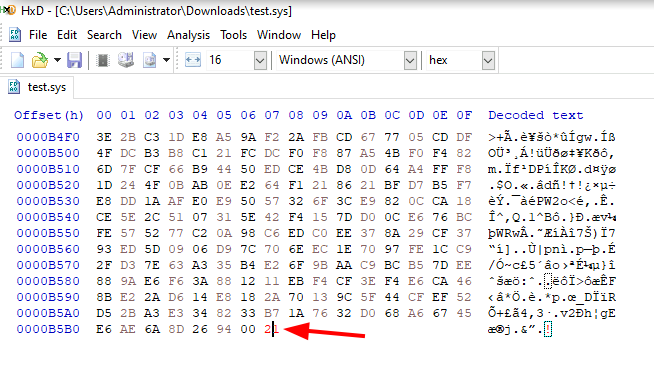 HxD - [C:\Users\Administrator\Downloads\test.sys]
File Edit Search View Analysis Tools Window Help
16 Windows (ANSI) hex
test.sys
Offset(h) 00 01 02 03 04 05 06 07 08 09 0A 0B 0C 0D 0E 0F Decoded text
0000B4F0 3E 2B C3 1D E8 A5 9A F2 2A FB CD 67 77 05 CD DF >+Ã.è¥šò*ûÍgw.Íß
0000B500 4F DC B3 B8 C1 21 FC DC F0 F8 87 A5 4B F0 F4 82 OÜ³¸Á!üÜðø‡¥Kðô‚
0000B510 6D 7F CF 66 B9 44 50 ED CE 4B D8 0D 64 A4 FF F8 m.Ïf¹DPíÎKØ.d¤ÿø
0000B520 1D 24 4F 0B AB 0E E2 64 F1 21 86 21 BF D7 B5 F7 .$O.«.âdñ!†!¿×µ÷
0000B530 E8 DD 1A AF E0 E9 50 57 32 6F 3C E9 82 0C CA 18 èÝ.¯àéPW2o<é‚.Ê.
0000B540 CE 5E 2C 51 07 31 5E 42 F4 15 7D D0 0C E6 76 BC Î^,Q.1^Bô.}Ð.æv¼
0000B550 FE 57 52 77 C2 0A 98 C6 ED C0 EE 37 8A 29 CF 37 þWRwÂ.˜ÆíÀî7Š)Ï7
0000B560 93 ED 5D 09 06 D9 7C 70 6E EC 1E 70 97 FE 1C C9 “í]..Ù|pnì.p—þ.É
0000B570 2F D3 7E 63 A3 35 B4 E2 6F 9B AA C9 BC B5 7D EE /Ó~c£5´âo›ªÉ¼µ}î
0000B580 88 9A E6 F6 3A 88 12 11 EB F4 CF 3E F4 E6 CA 46 ˆšæö:ˆ..ëôÏ>ôæÊF
0000B590 8B E2 2A D6 14 E8 18 2A 70 13 9C 5F 44 CF EF 52 ‹â*Ö.è.*p.œ_DÏïR
0000B5A0 D5 2B A3 E3 34 82 33 B7 1A 76 32 D0 68 A6 67 45 Õ+£ã4‚3·.v2Ðh¦gE
0000B5B0 E6 AE 6A 8D 26 94 00 21 æ®j.&”.!